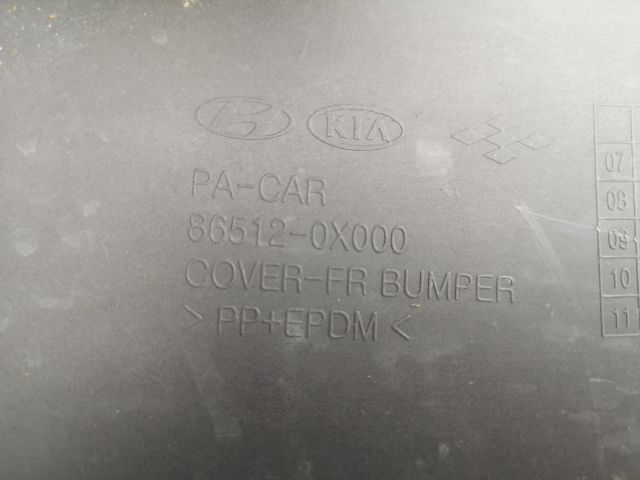 KIA
PA-CAR
86512-0X000
COVER-FR BUMPER
> PP+EPDM <
07
08
09
10
11